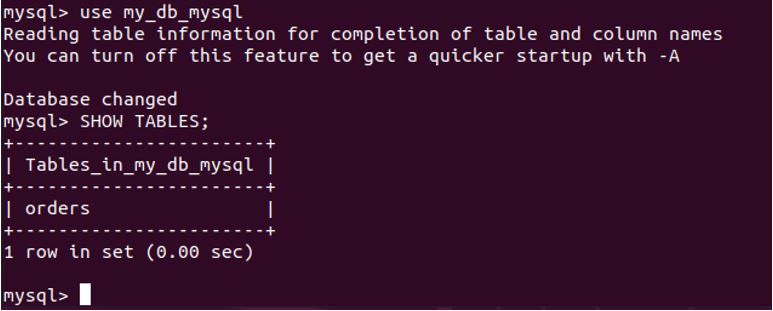 mysql> use my_db_mysql
Reading table information for completion of table and column names
You can turn off this feature to get a quicker startup with -A
Database changed
mysql> SHOW TABLES;
+-----------------------+
| Tables_in_my_db_mysql |
+-----------------------+
| orders                |
+-----------------------+
1 row in set (0.00 sec)
mysql>